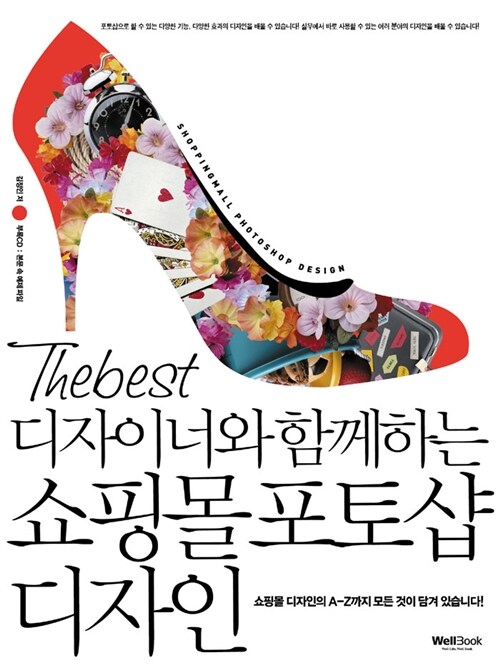 포토샵으로 할 수 있는 다양한 기능, 다양한 효과의 디자인을 배울 수 있습니다! 실무에서 바로 사용할 수 있는 여러 분야의 디자인을 배울 수 있습니다!
SHOPPINGMALL PHOTOSHOP DESIGN
부록CD : 본문 속 예제 파일
Thebest
디자이너와 함께하는
쇼핑몰 포토샵
디자인
쇼핑몰 디자인의 A-Z까지 모든 것이 담겨 있습니다!
WellBook
Well Life, Well Book